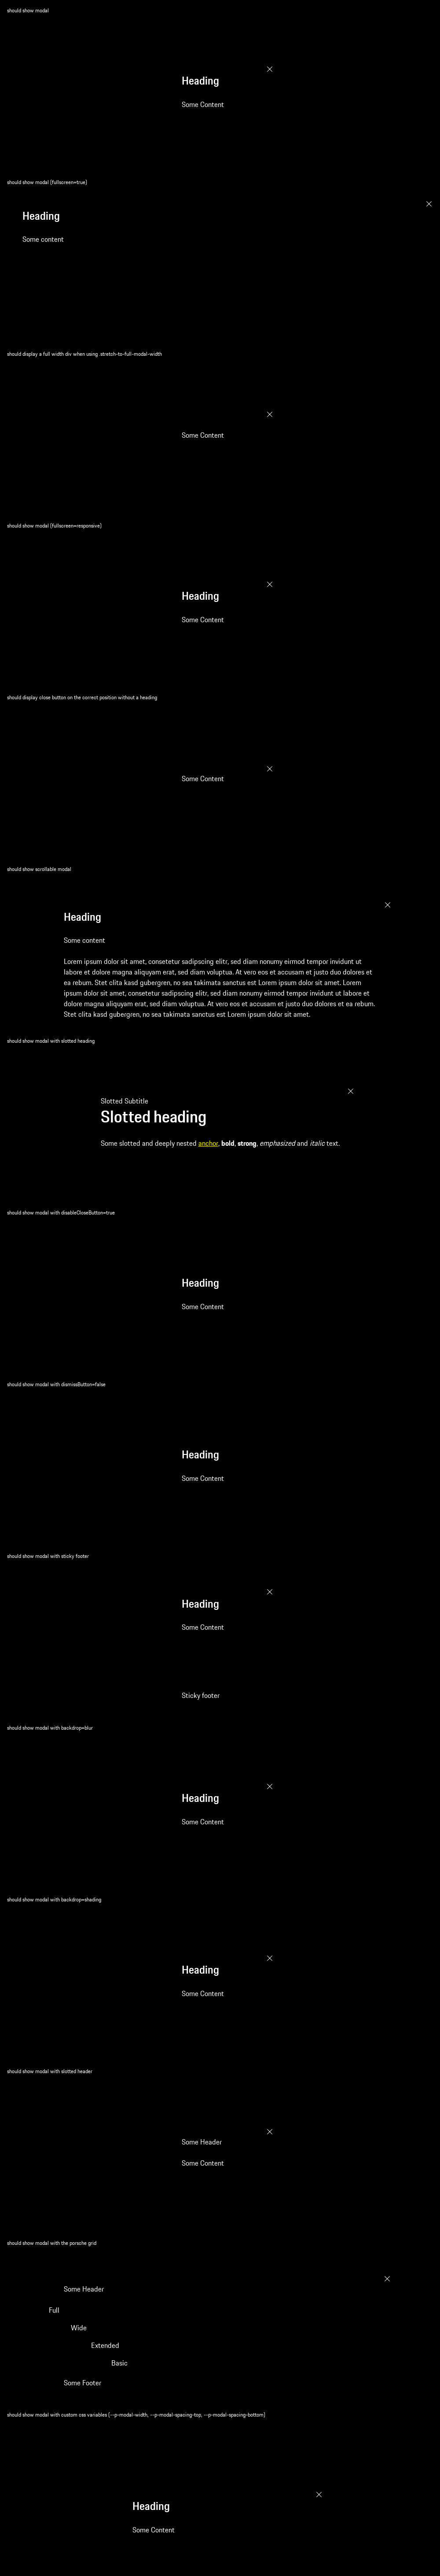 should show modal
Heading
Some Content
should show modal (fullscreen=true)
Heading
Some content
should display a full width div when using .stretch-to-full-modal-width
Some Content
should show modal (fullscreen=responsive)
Heading
Some Content
should display close button on the correct position without a heading
Some Content
should show scrollable modal
Heading
Some content
Lorem ipsum dolor sit amet, consetetur sadipscing elitr, sed diam nonumy eirmod tempor invidunt ut
labore et dolore magna aliquyam erat, sed diam voluptua. At vero eos et accusam et justo duo dolores et
ea rebum. Stet clita kasd gubergren, no sea takimata sanctus est Lorem ipsum dolor sit amet. Lorem
ipsum dolor sit amet, consetetur sadipscing elitr, sed diam nonumy eirmod tempor invidunt ut labore et
dolore magna aliquyam erat, sed diam voluptua. At vero eos et accusam et justo duo dolores et ea rebum.
Stet clita kasd gubergren, no sea takimata sanctus est Lorem ipsum dolor sit amet.
should show modal with slotted heading
Slotted Subtitle
Slotted heading
Some slotted and deeply nested anchor, bold, strong, emphasized and italic text.
should show modal with disableCloseButton=true
Heading
Some Content
should show modal with dismissButton=false
Heading
Some Content
should show modal with sticky footer
Heading
Some Content
Sticky footer
should show modal with backdrop=blur
Heading
Some Content
should show modal with backdrop=shading
Heading
Some Content
should show modal with slotted header
Some Header
Some Content
should show modal with the porsche grid
Some Header
Full
Wide
Extended
Basic
Some Footer
should show modal with custom css variables (--p-modal-width, --p-modal-spacing-top, --p-modal-spacing-bottom)
Heading
Some Content